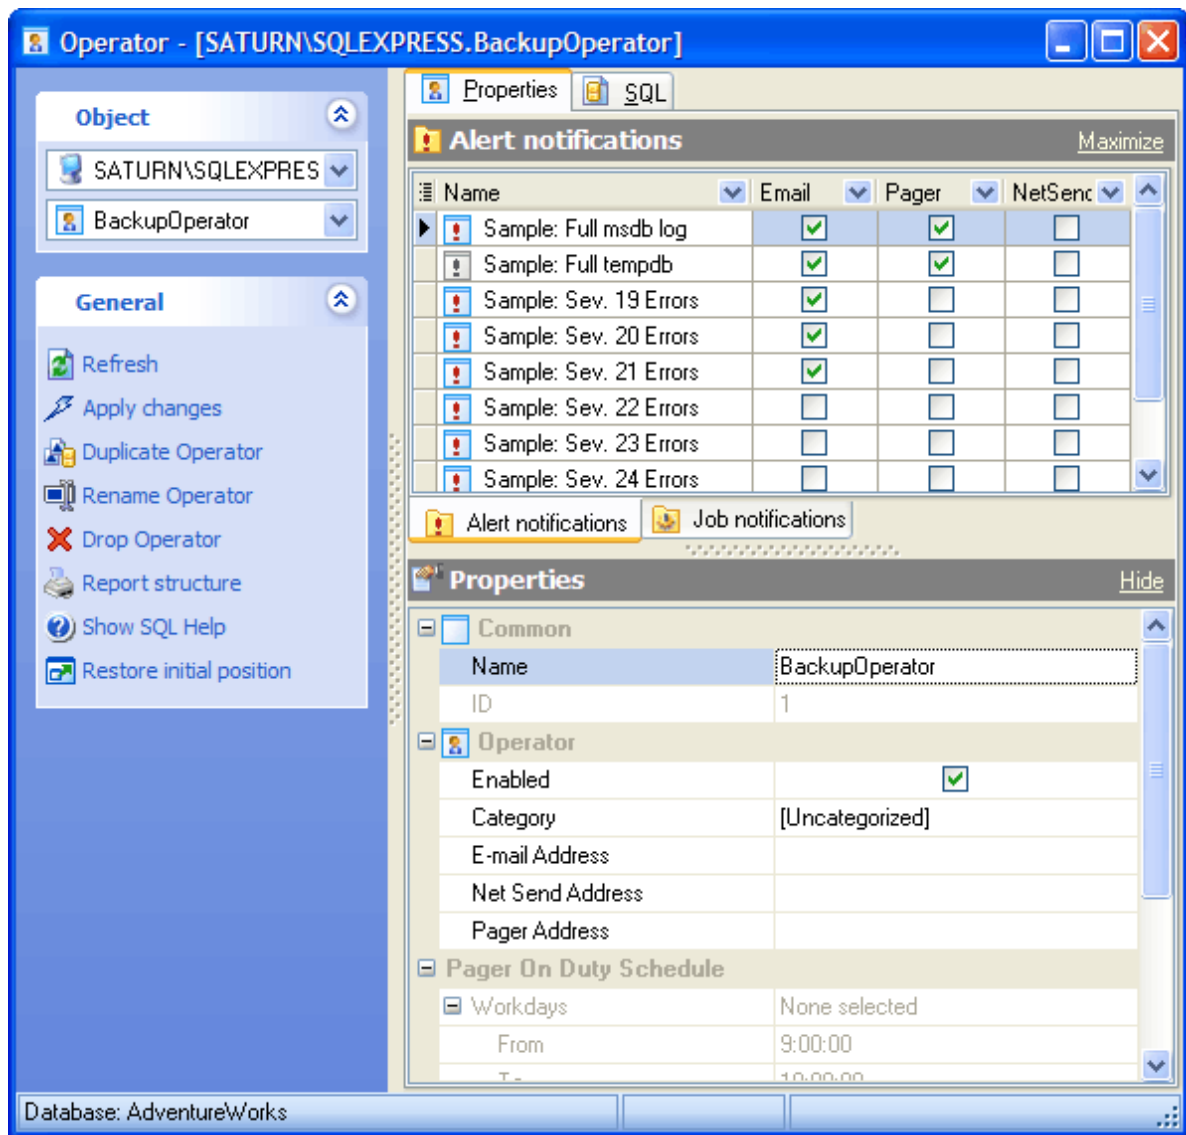 Operator - [SATURN\SQLEXPRESS.BackupOperator]
Object
SATURN\SQLEXPRES
BackupOperator
General
Refresh
Apply changes
Duplicate Operator
Rename Operator
Drop Operator
Report structure
Show SQL Help
Restore initial position
Properties SQL
Alert notifications Maximize
Name Email Pager NetSend
Sample: Full msdb log
Sample: Full tempdb
Sample: Sev. 19 Errors
Sample: Sev. 20 Errors
Sample: Sev. 21 Errors
Sample: Sev. 22 Errors
Sample: Sev. 23 Errors
Sample: Sev. 24 Errors
Alert notifications Job notifications
Properties Hide
Common
Name BackupOperator
ID 1
Operator
Enabled
Category [Uncategorized]
E-mail Address
Net Send Address
Pager Address
Pager On Duty Schedule
Workdays None selected
From 9:00:00
Database: AdventureWorks